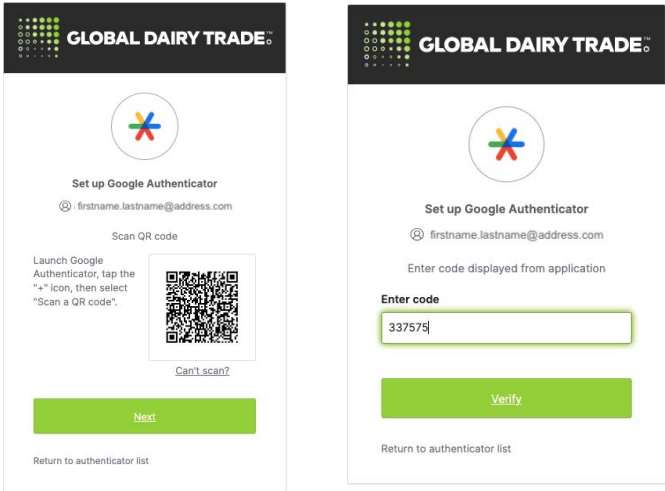 GLOBAL DAIRY TRADE™
Set up Google Authenticator
firstname.lastname@address.com
Scan QR code
Launch Google
Authenticator, tap the
"+" icon, then select
"Scan a QR code".
Can't scan?
Next
Return to authenticator list
GLOBAL DAIRY TRADE™
Set up Google Authenticator
firstname.lastname@address.com
Enter code displayed from application
Enter code
337575
Verify
Return to authenticator list